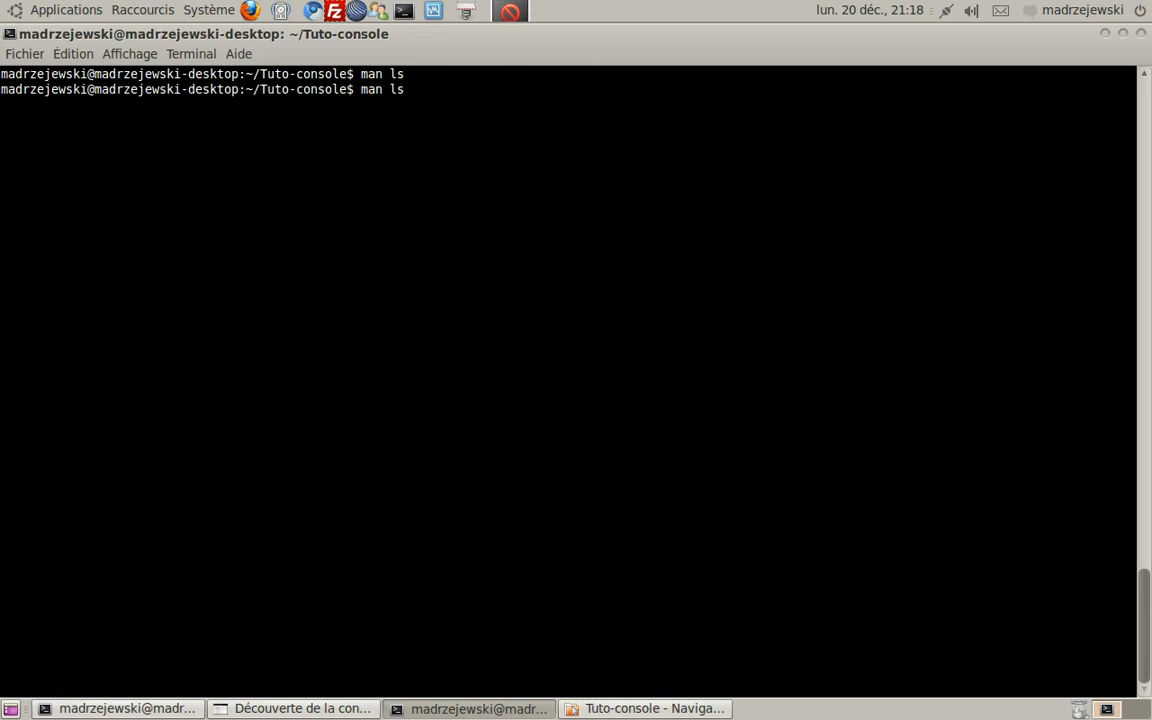 Applications Raccourcis Système lun. 20 déc., 21:18 madrzejewski
madrzejewski@madrzejewski-desktop: ~/Tuto-console
Fichier Édition Affichage Terminal Aide
madrzejewski@madrzejewski-desktop:~/Tuto-console$ man ls
madrzejewski@madrzejewski-desktop:~/Tuto-console$ man ls
madrzejewski@madr... Découverte de la con... madrzejewski@madr... Tuto-console - Naviga...